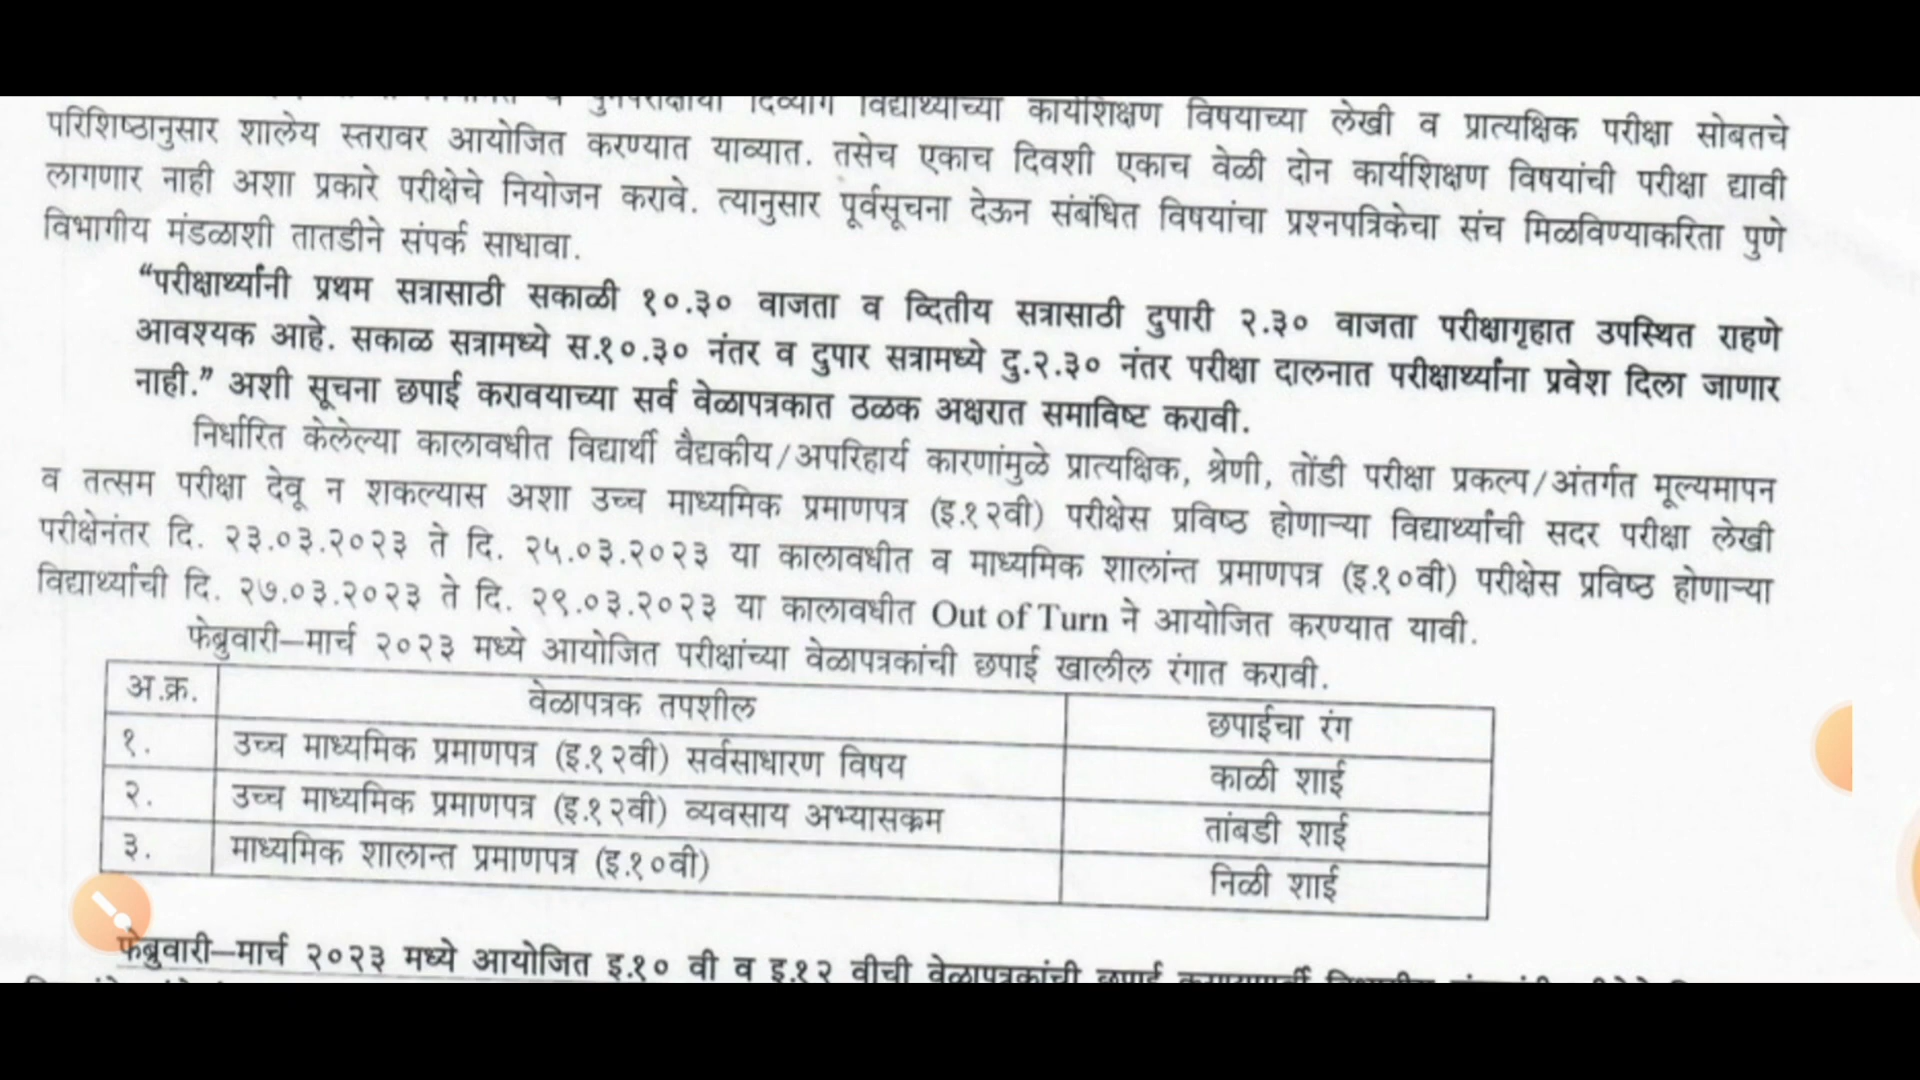 पुनर्परीक्षार्थी दिव्यांग विद्यार्थ्यांच्या कार्यशिक्षण विषयाच्या लेखी व प्रात्यक्षिक परीक्षा सोबतचे
परिशिष्ठानुसार शालेय स्तरावर आयोजित करण्यात याव्यात. तसेच एकाच दिवशी एकाच वेळी दोन कार्यशिक्षण विषयांची परीक्षा द्यावी
लागणार नाही अशा प्रकारे परीक्षेचे नियोजन करावे. त्यानुसार पूर्वसूचना देऊन संबंधित विषयांचा प्रश्नपत्रिकेचा संच मिळविण्याकरिता पुणे
विभागीय मंडळाशी तातडीने संपर्क साधावा.
“परीक्षार्थ्यांनी प्रथम सत्रासाठी सकाळी १०.३० वाजता व व्दितीय सत्रासाठी दुपारी २.३० वाजता परीक्षागृहात उपस्थित राहणे
आवश्यक आहे. सकाळ सत्रामध्ये स.१०.३० नंतर व दुपार सत्रामध्ये दु.२.३० नंतर परीक्षा दालनात परीक्षार्थ्यांना प्रवेश दिला जाणार
नाही.” अशी सूचना छपाई करावयाच्या सर्व वेळापत्रकात ठळक अक्षरात समाविष्ट करावी.
निर्धारित केलेल्या कालावधीत विद्यार्थी वैद्यकीय/अपरिहार्य कारणांमुळे प्रात्यक्षिक, श्रेणी, तोंडी परीक्षा प्रकल्प/अंतर्गत मूल्यमापन
व तत्सम परीक्षा देवू न शकल्यास अशा उच्च माध्यमिक प्रमाणपत्र (इ.१२वी) परीक्षेस प्रविष्ठ होणाऱ्या विद्यार्थ्यांची सदर परीक्षा लेखी
परीक्षेनंतर दि. २३.०३.२०२३ ते दि. २५.०३.२०२३ या कालावधीत व माध्यमिक शालांन्त प्रमाणपत्र (इ.१०वी) परीक्षेस प्रविष्ठ होणाऱ्या
विद्यार्थ्यांची दि. २७.०३.२०२३ ते दि. २९.०३.२०२३ या कालावधीत Out of Turn ने आयोजित करण्यात यावी.
फेब्रुवारी–मार्च २०२३ मध्ये आयोजित परीक्षांच्या वेळापत्रकांची छपाई खालील रंगात करावी.
अ.क्र. वेळापत्रक तपशील छपाईचा रंग
१. उच्च माध्यमिक प्रमाणपत्र (इ.१२वी) सर्वसाधारण विषय काळी शाई
२. उच्च माध्यमिक प्रमाणपत्र (इ.१२वी) व्यवसाय अभ्यासक्रम तांबडी शाई
३. माध्यमिक शालान्त प्रमाणपत्र (इ.१०वी) निळी शाई
फेब्रुवारी–मार्च २०२३ मध्ये आयोजित इ.१० वी व इ.१२ वीची वेळापत्रकांची छपाई